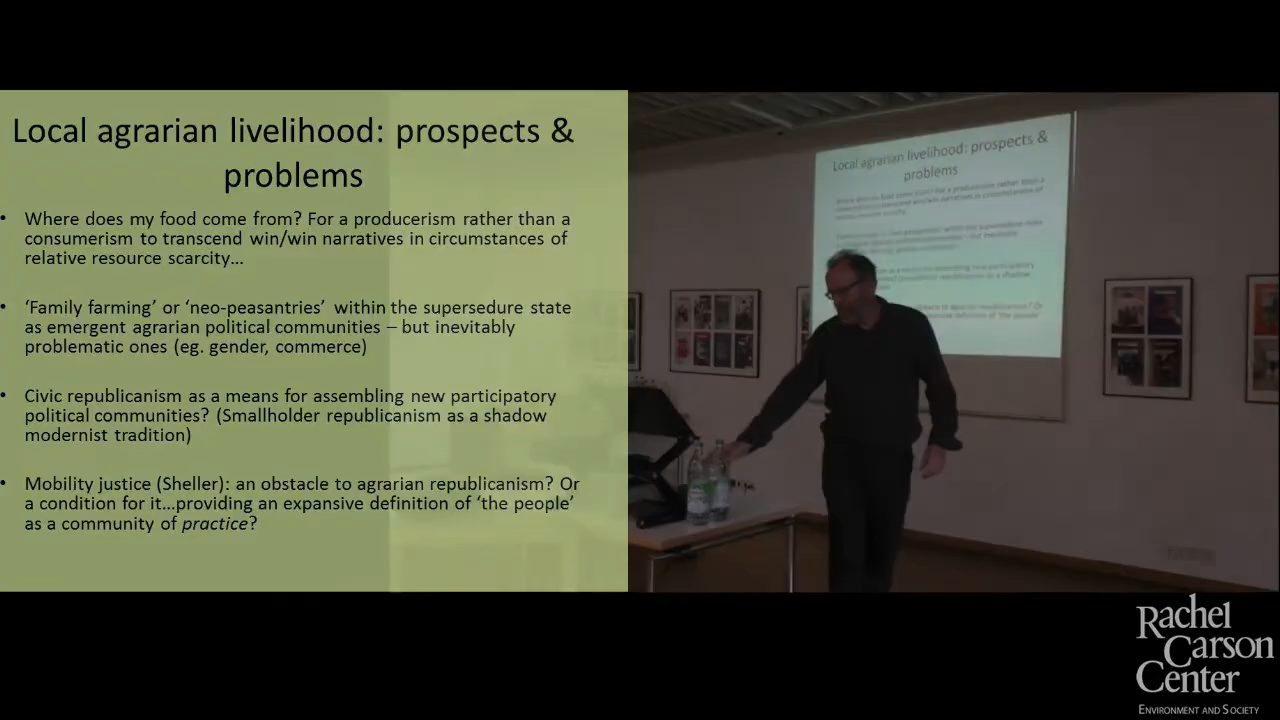 Local agrarian livelihood: prospects &
problems
• Where does my food come from? For a producerism rather than a
consumerism to transcend win/win narratives in circumstances of
relative resource scarcity…
• ‘Family farming’ or ‘neo-peasantries’ within the supersedure state
as emergent agrarian political communities – but inevitably
problematic ones (eg. gender, commerce)
• Civic republicanism as a means for assembling new participatory
political communities? (Smallholder republicanism as a shadow
modernist tradition)
• Mobility justice (Sheller): an obstacle to agrarian republicanism? Or
a condition for it…providing an expansive definition of ‘the people’
as a community of practice?
Local agrarian livelihood: prospects &
problems
Rachel
Carson
Center
Environment and Society